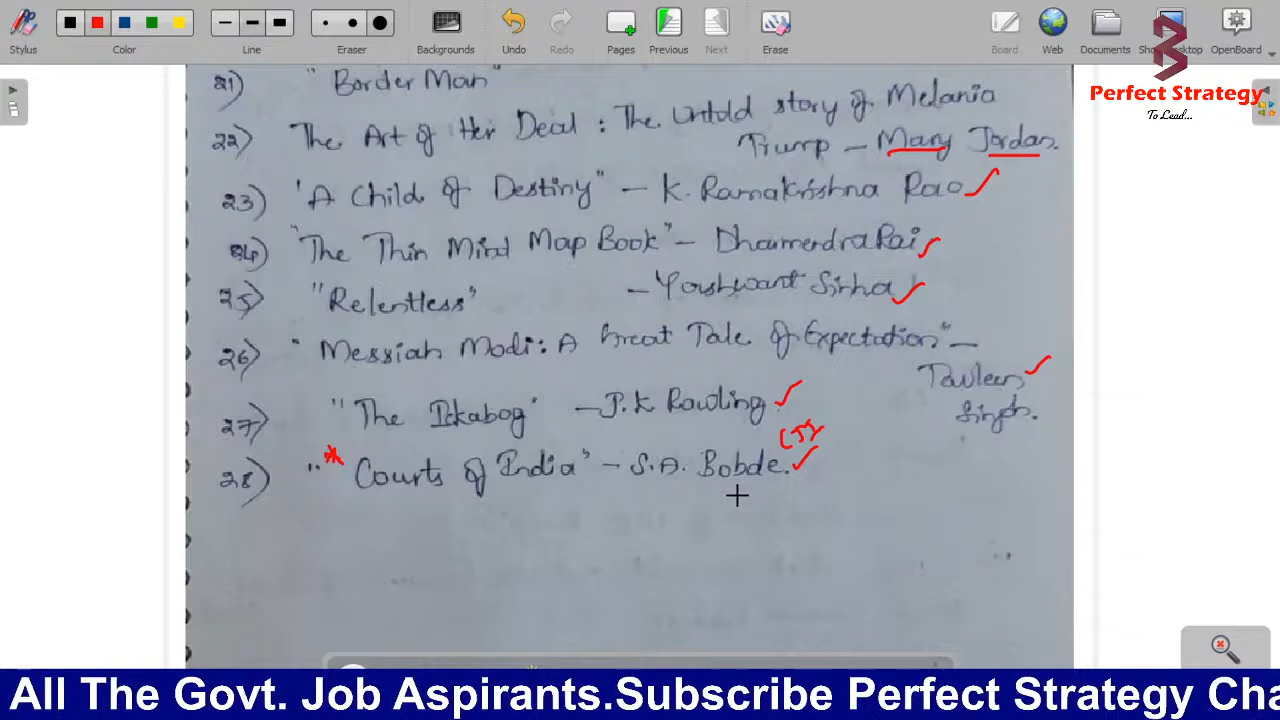 Stylus
Color
Line
Eraser
Backgrounds
Undo
Redo
Pages
Previous
Next
Erase
Board
Web
Documents
OpenBoard
Perfect Strategy
To Lead...
21) "Border Man"
22) The Art of Her Deal : The Untold story of Melania
Trump - Mary Jordan.
23) 'A Child of Destiny" - K. Ramakrishna Rao
24) "The Thin Mind Map Book" - Dharmendra Rai
25) "Relentless" - Yashwant Sinha
26) "Messiah Modi: A Great Tale of Expectation" -
Tavleen
Singh.
27) "The Ickabog" - J.K Rowling
28) "* Courts of India" - S.A. Bobde.
All The Govt. Job Aspirants.Subscribe Perfect Strategy Cha